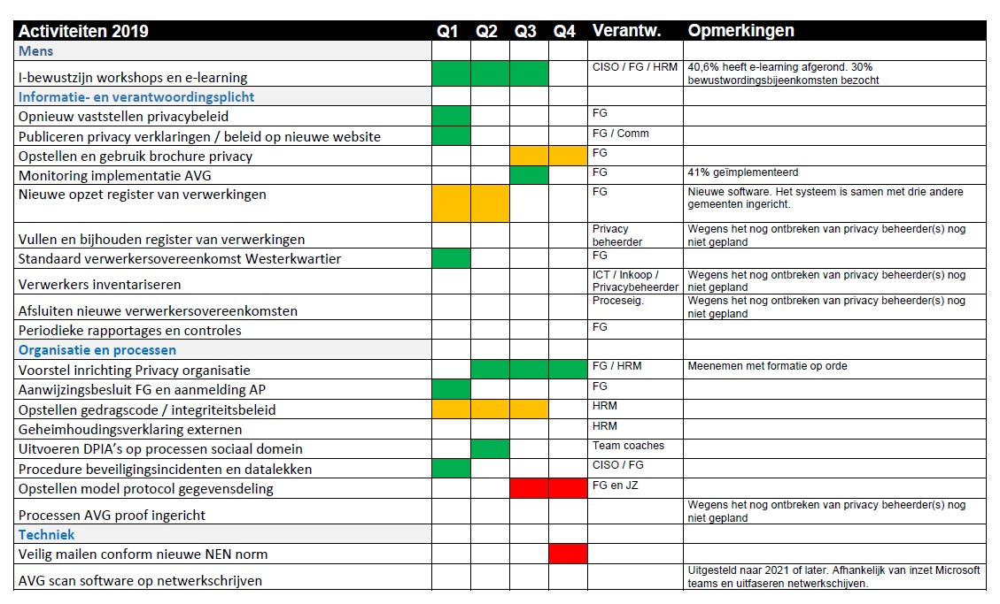 Activiteiten 2019 Q1 Q2 Q3 Q4 Verantw. Opmerkingen
Mens
I-bewustzijn workshops en e-learning CISO / FG / HRM 40,6% heeft e-learning afgerond. 30%
bewustwordingsbijeenkomsten bezocht
Informatie- en verantwoordingsplicht
Opnieuw vaststellen privacybeleid FG
Publiceren privacy verklaringen / beleid op nieuwe website FG / Comm
Opstellen en gebruik brochure privacy FG
Monitoring implementatie AVG FG 41% geïmplementeerd
Nieuwe opzet register van verwerkingen FG Nieuwe software. Het systeem is samen met drie andere
gemeenten ingericht.
Vullen en bijhouden register van verwerkingen Privacy Wegens het nog ontbreken van privacy beheerder(s) nog
beheerder niet gepland
Standaard verwerkersovereenkomst Westerkwartier FG
Verwerkers inventariseren ICT / Inkoop / Wegens het nog ontbreken van privacy beheerder(s) nog
Privacybeheerder niet gepland
Afsluiten nieuwe verwerkersovereenkomsten Proceseig. Wegens het nog ontbreken van privacy beheerder(s) nog
niet gepland
Periodieke rapportages en controles FG
Organisatie en processen
Voorstel inrichting Privacy organisatie FG / HRM Meenemen met formatie op orde
Aanwijzingsbesluit FG en aanmelding AP FG
Opstellen gedragscode / integriteitsbeleid HRM
Geheimhoudingsverklaring externen HRM
Uitvoeren DPIA’s op processen sociaal domein Team coaches
Procedure beveiligingsincidenten en datalekken CISO / FG
Opstellen model protocol gegevensdeling FG en JZ
Processen AVG proof ingericht Wegens het nog ontbreken van privacy beheerder(s) nog
niet gepland
Techniek
Veilig mailen conform nieuwe NEN norm
AVG scan software op netwerkschrijven Uitgesteld naar 2021 of later. Afhankelijk van inzet Microsoft
teams en uitfaseren netwerkschijven.